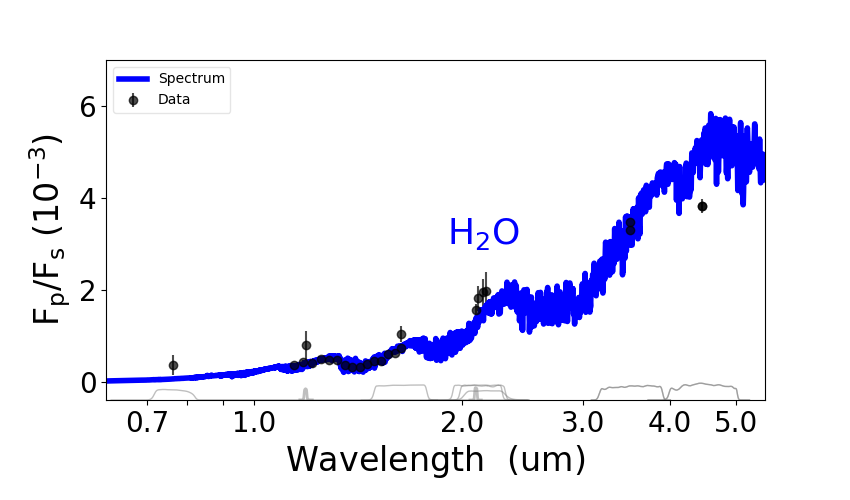 Spectrum
Data
H₂O
Fₚ/Fₛ (10⁻³)
6
4
2
0
0.7 1.0 2.0 3.0 4.0 5.0
Wavelength (um)